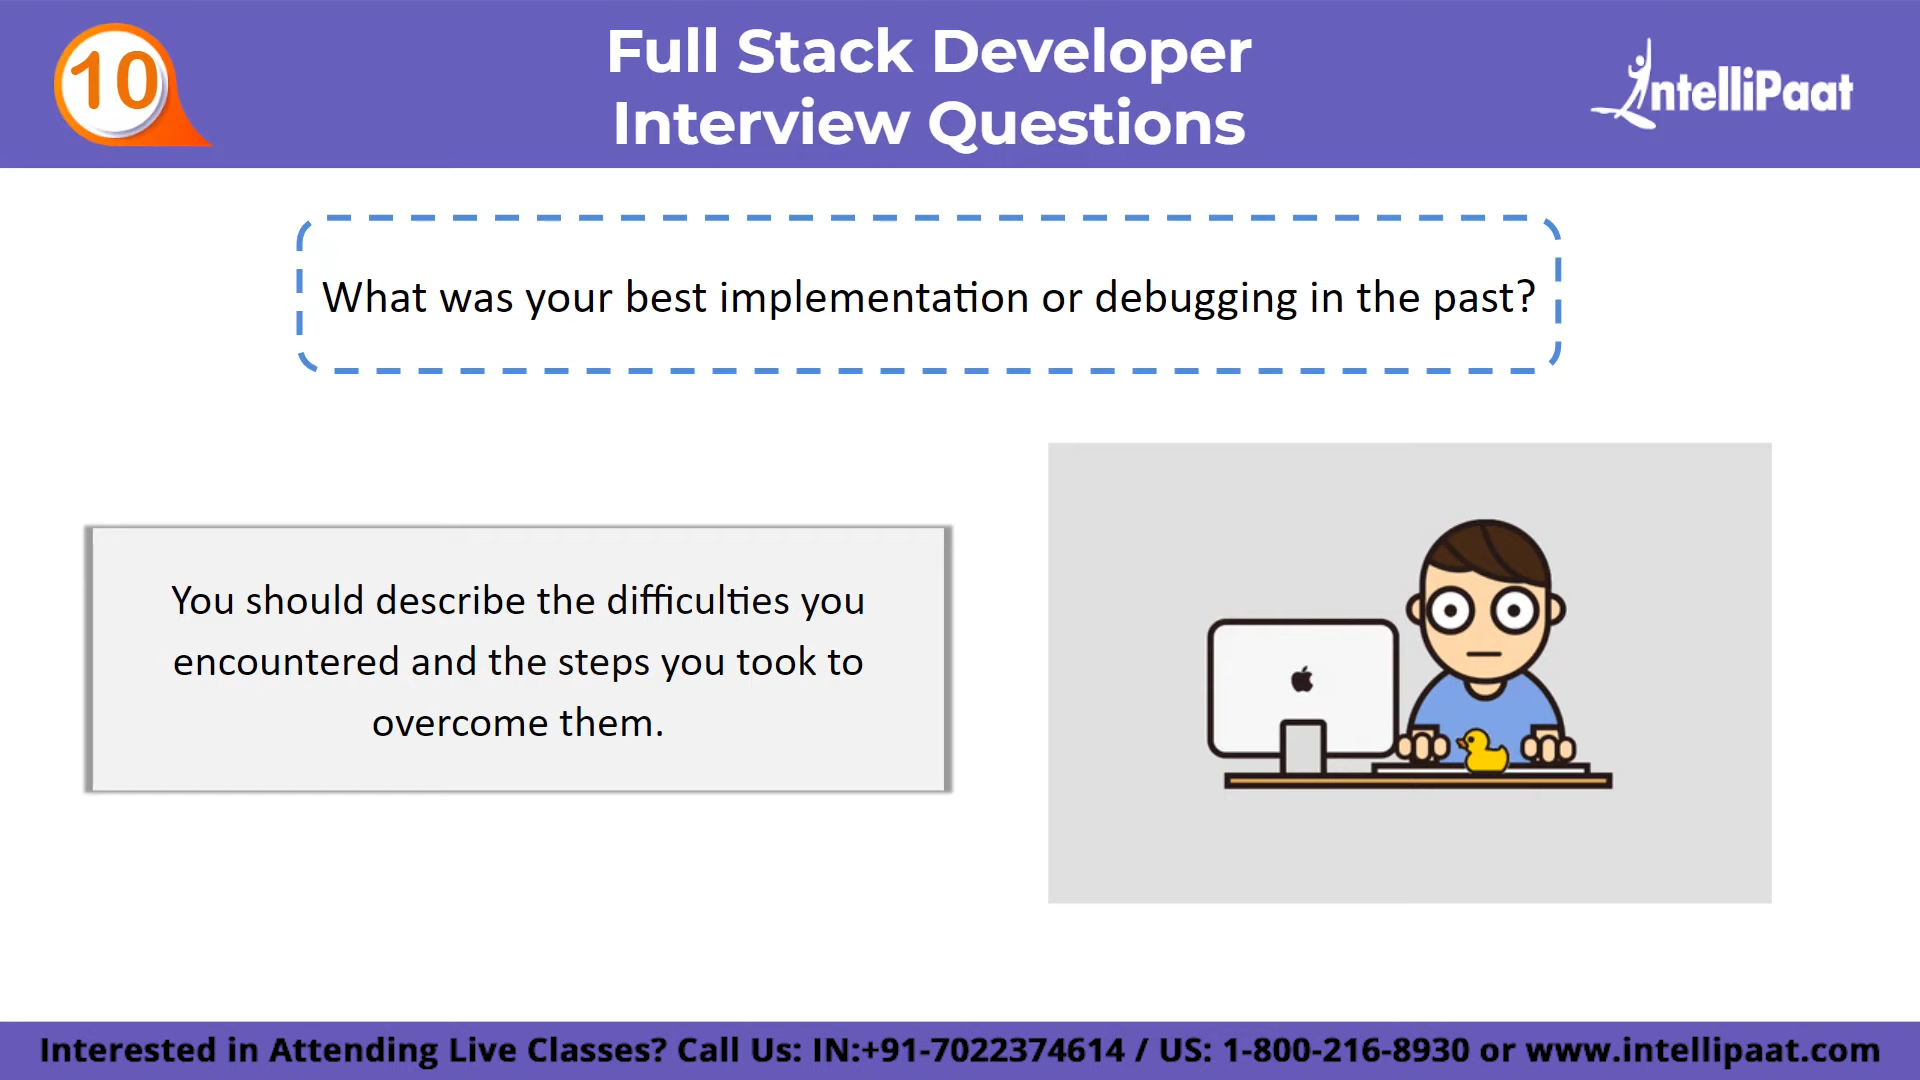 10
Full Stack Developer
Interview Questions
IntelliPaat
What was your best implementation or debugging in the past?
You should describe the difficulties you
encountered and the steps you took to
overcome them.
Interested in Attending Live Classes? Call Us: IN:+91-7022374614 / US: 1-800-216-8930 or www.intellipaat.com